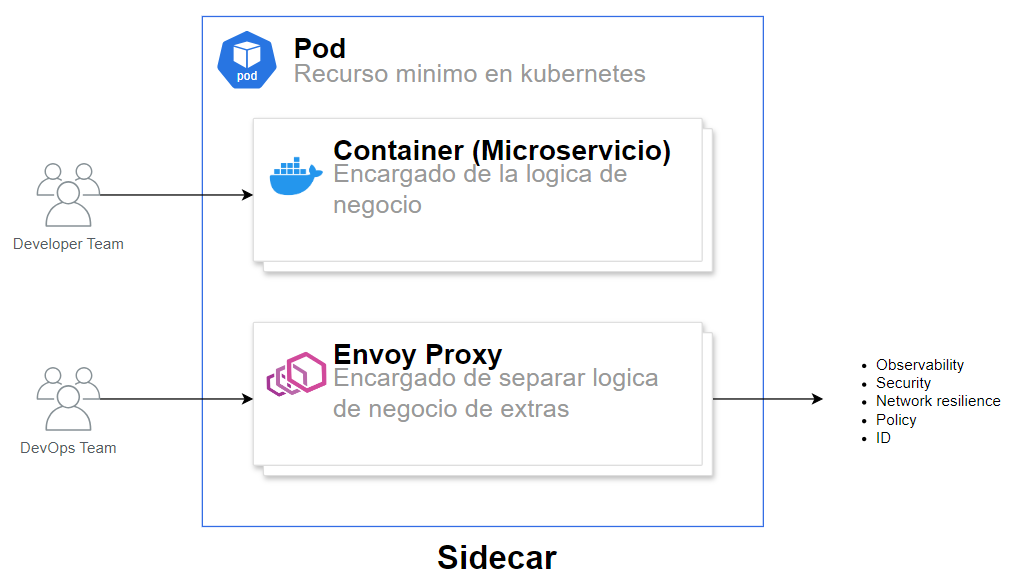 Pod
Recurso minimo en kubernetes
pod
Container (Microservicio)
Encargado de la logica de
negocio
Developer Team
Envoy Proxy
Encargado de separar logica
de negocio de extras
DevOps Team
Observability
Security
Network resilience
Policy
ID
Sidecar